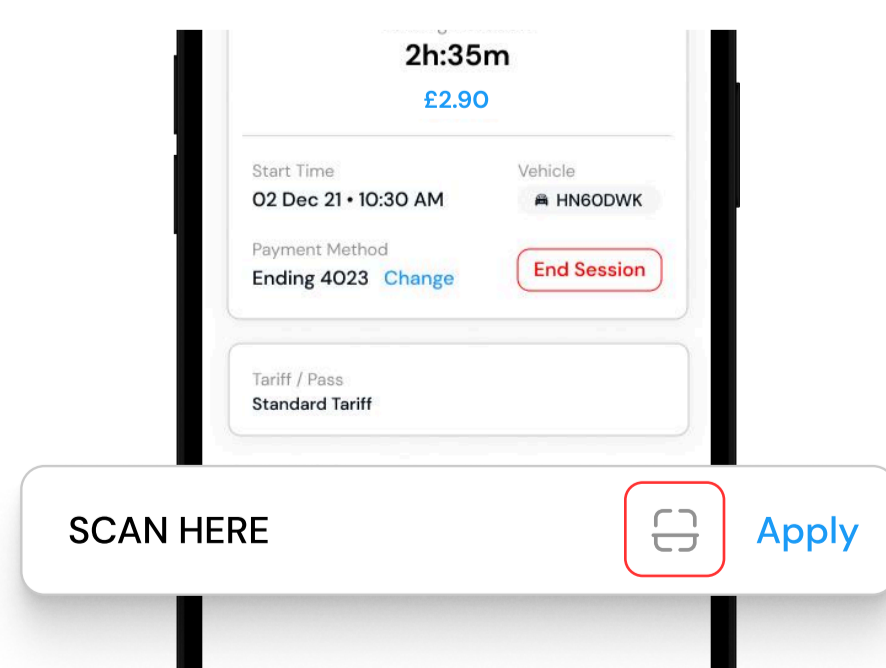 2h:35m
£2.90
Start Time
Vehicle
02 Dec 21 • 10:30 AM
HN60DWK
Payment Method
Ending 4023 Change
End Session
Tariff / Pass
Standard Tariff
SCAN HERE
Apply